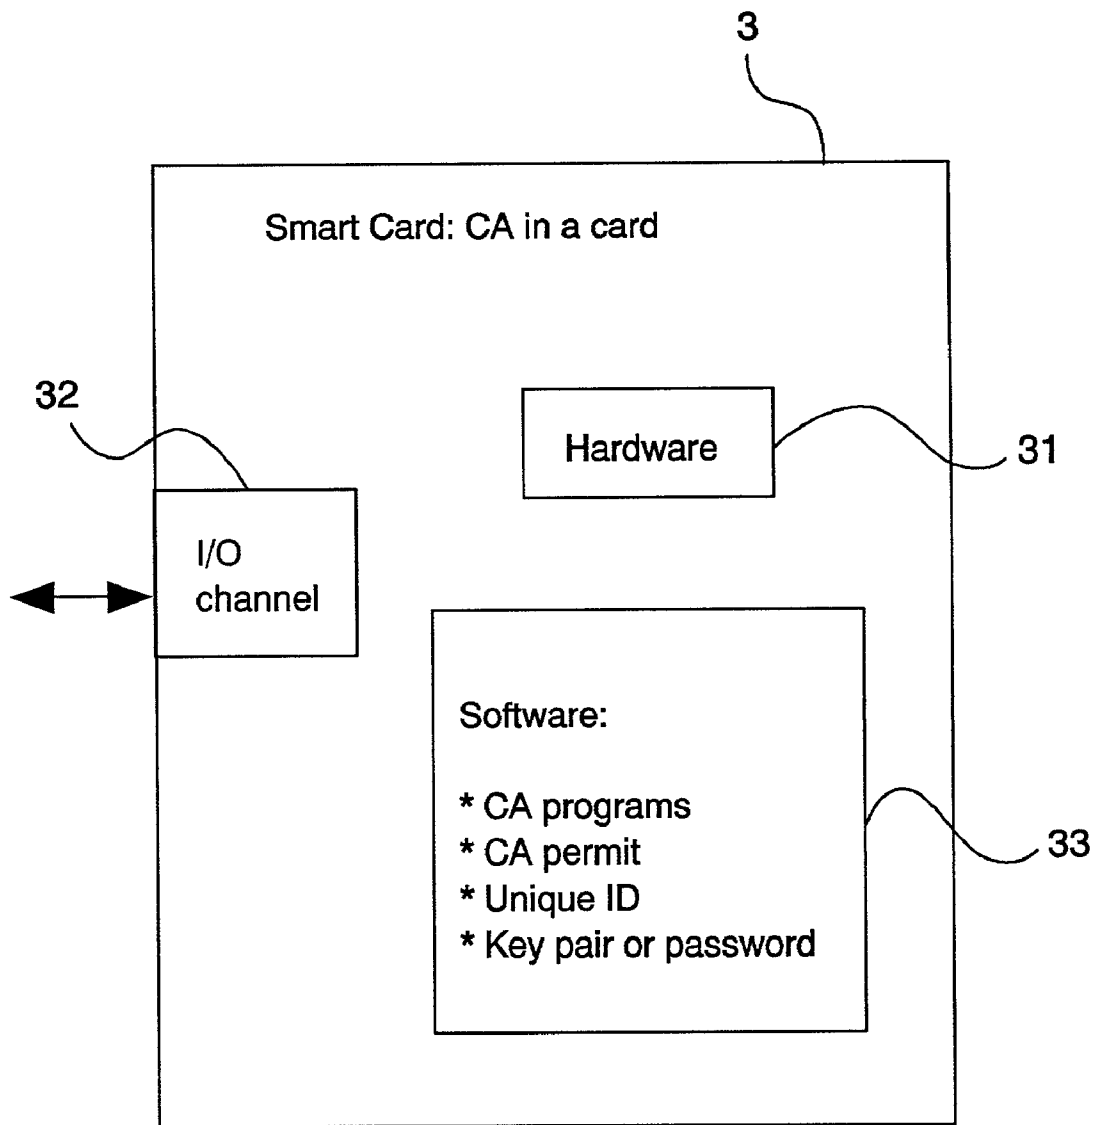 3
Smart Card: CA in a card
32
Hardware
31
I/O
channel
Software:
* CA programs
* CA permit
* Unique ID
* Key pair or password
33